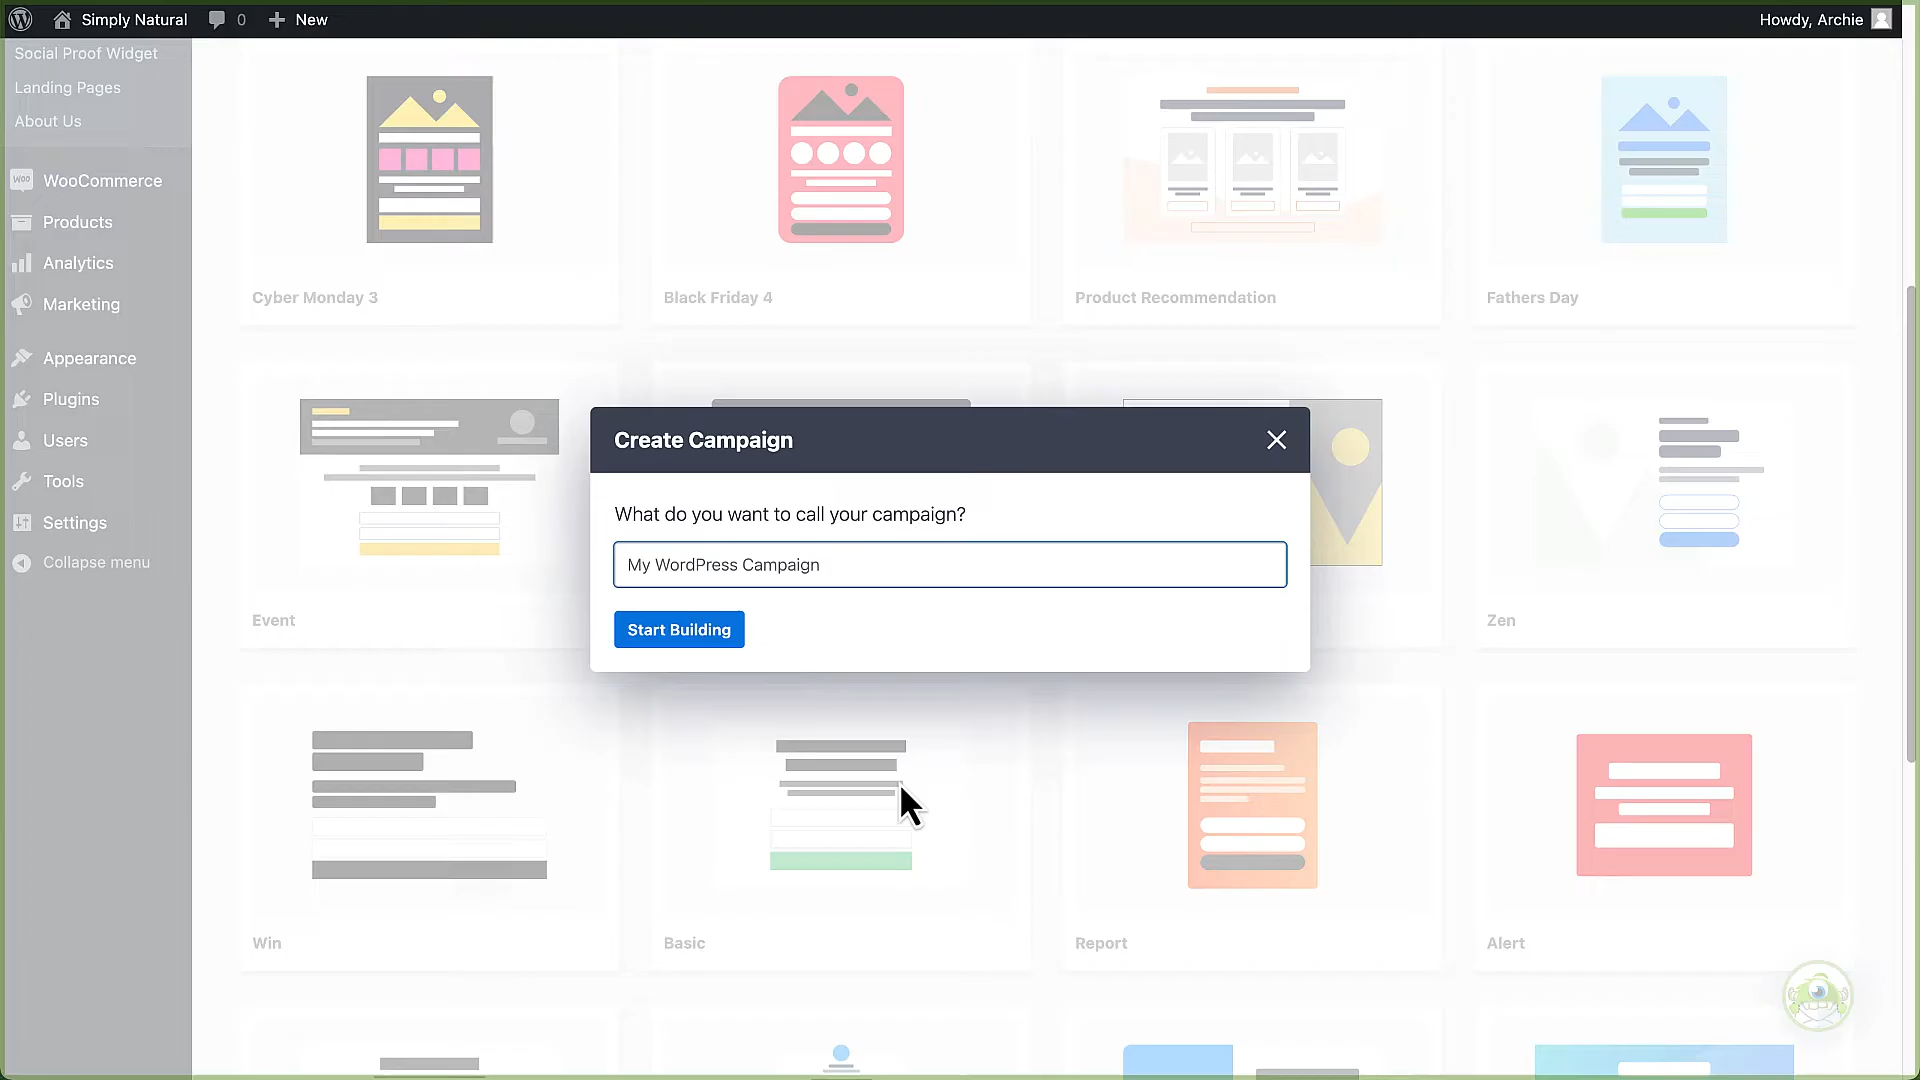 Simply Natural
0
New
Howdy, Archie
Social Proof Widget
Landing Pages
About Us
Woo
WooCommerce
Products
Analytics
Marketing
Appearance
Plugins
Users
Tools
Settings
Collapse menu
Cyber Monday 3
Black Friday 4
Product Recommendation
Fathers Day
Create Campaign
What do you want to call your campaign?
My WordPress Campaign
Start Building
Event
Zen
Win
Basic
Report
Alert